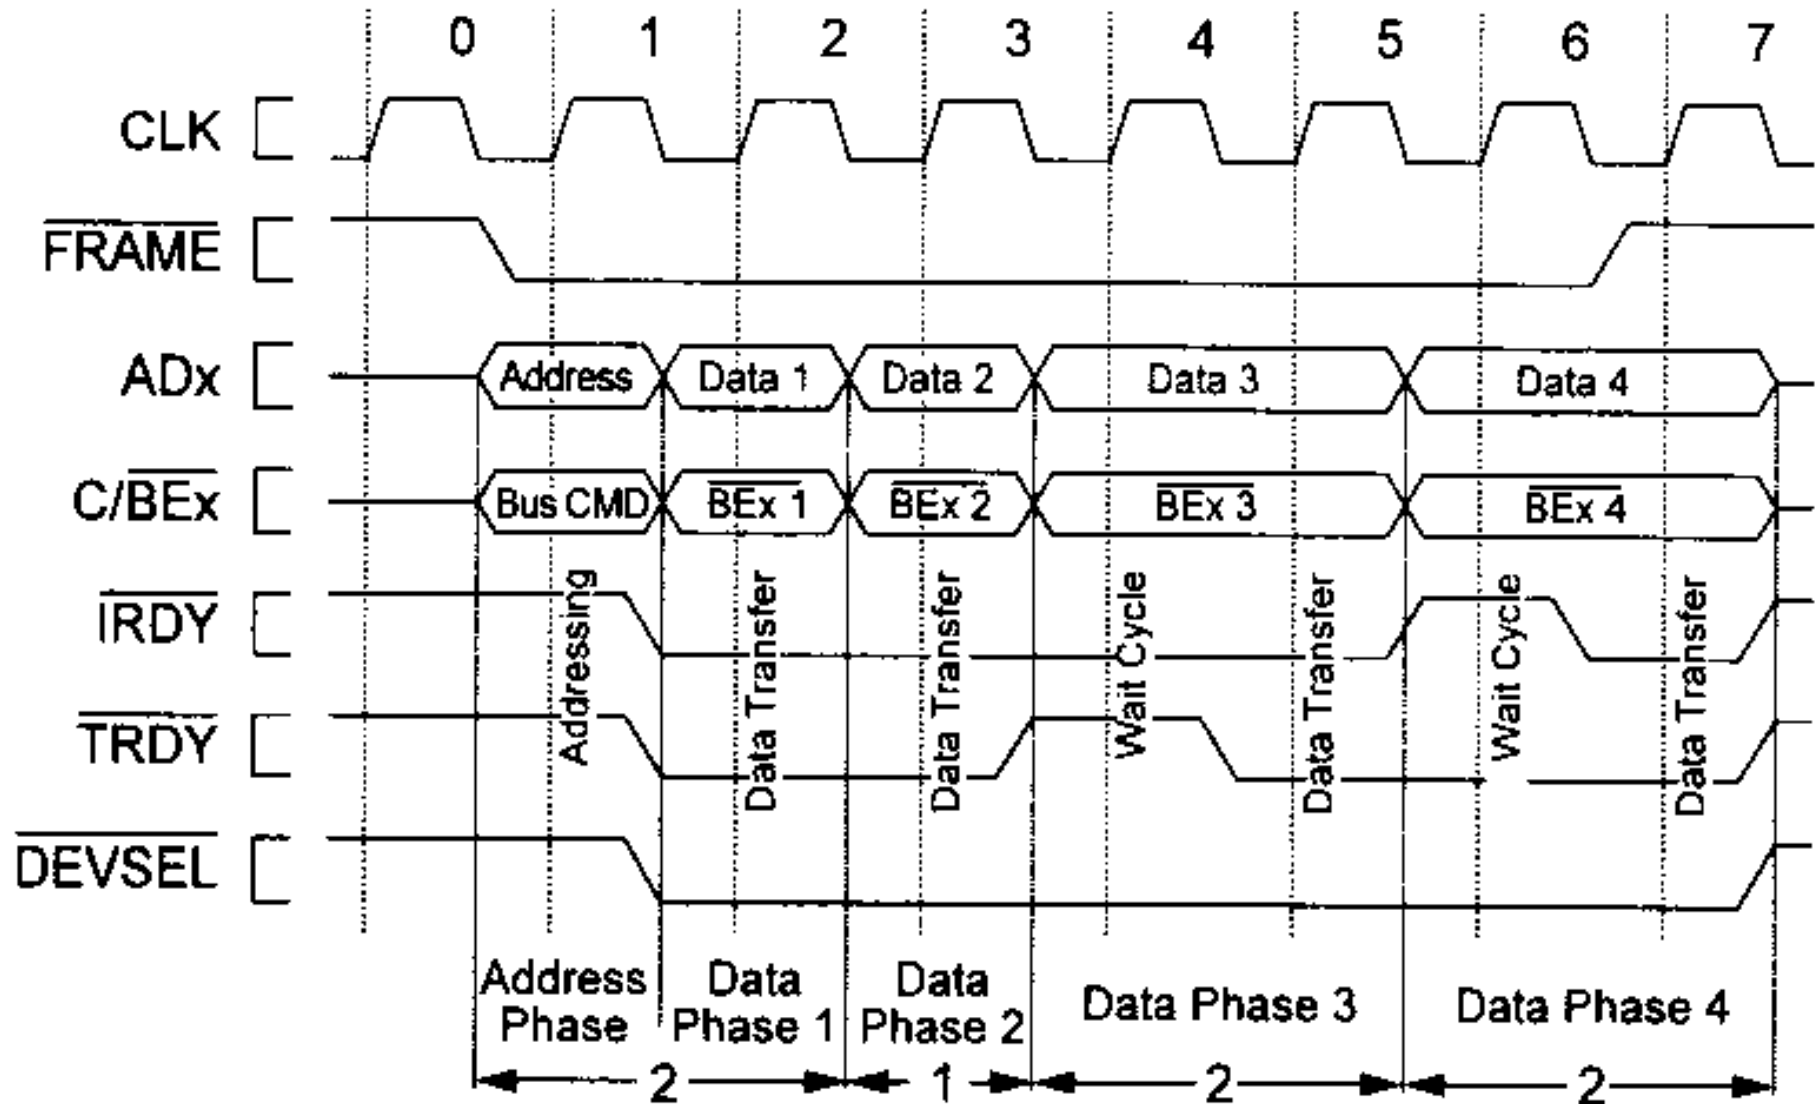 0 1 2 3 4 5 6 7
CLK
FRAME
ADx
Address Data 1 Data 2 Data 3 Data 4
C/BEx
Bus CMD BEx 1 BEx 2 BEx 3 BEx 4
IRDY
TRDY
DEVSEL
Addressing
Data Transfer
Data Transfer
Wait Cycle
Data Transfer
Wait Cycle
Data Transfer
Address
Phase
Data
Phase 1
Data
Phase 2
Data Phase 3
Data Phase 4
2 1 2 2